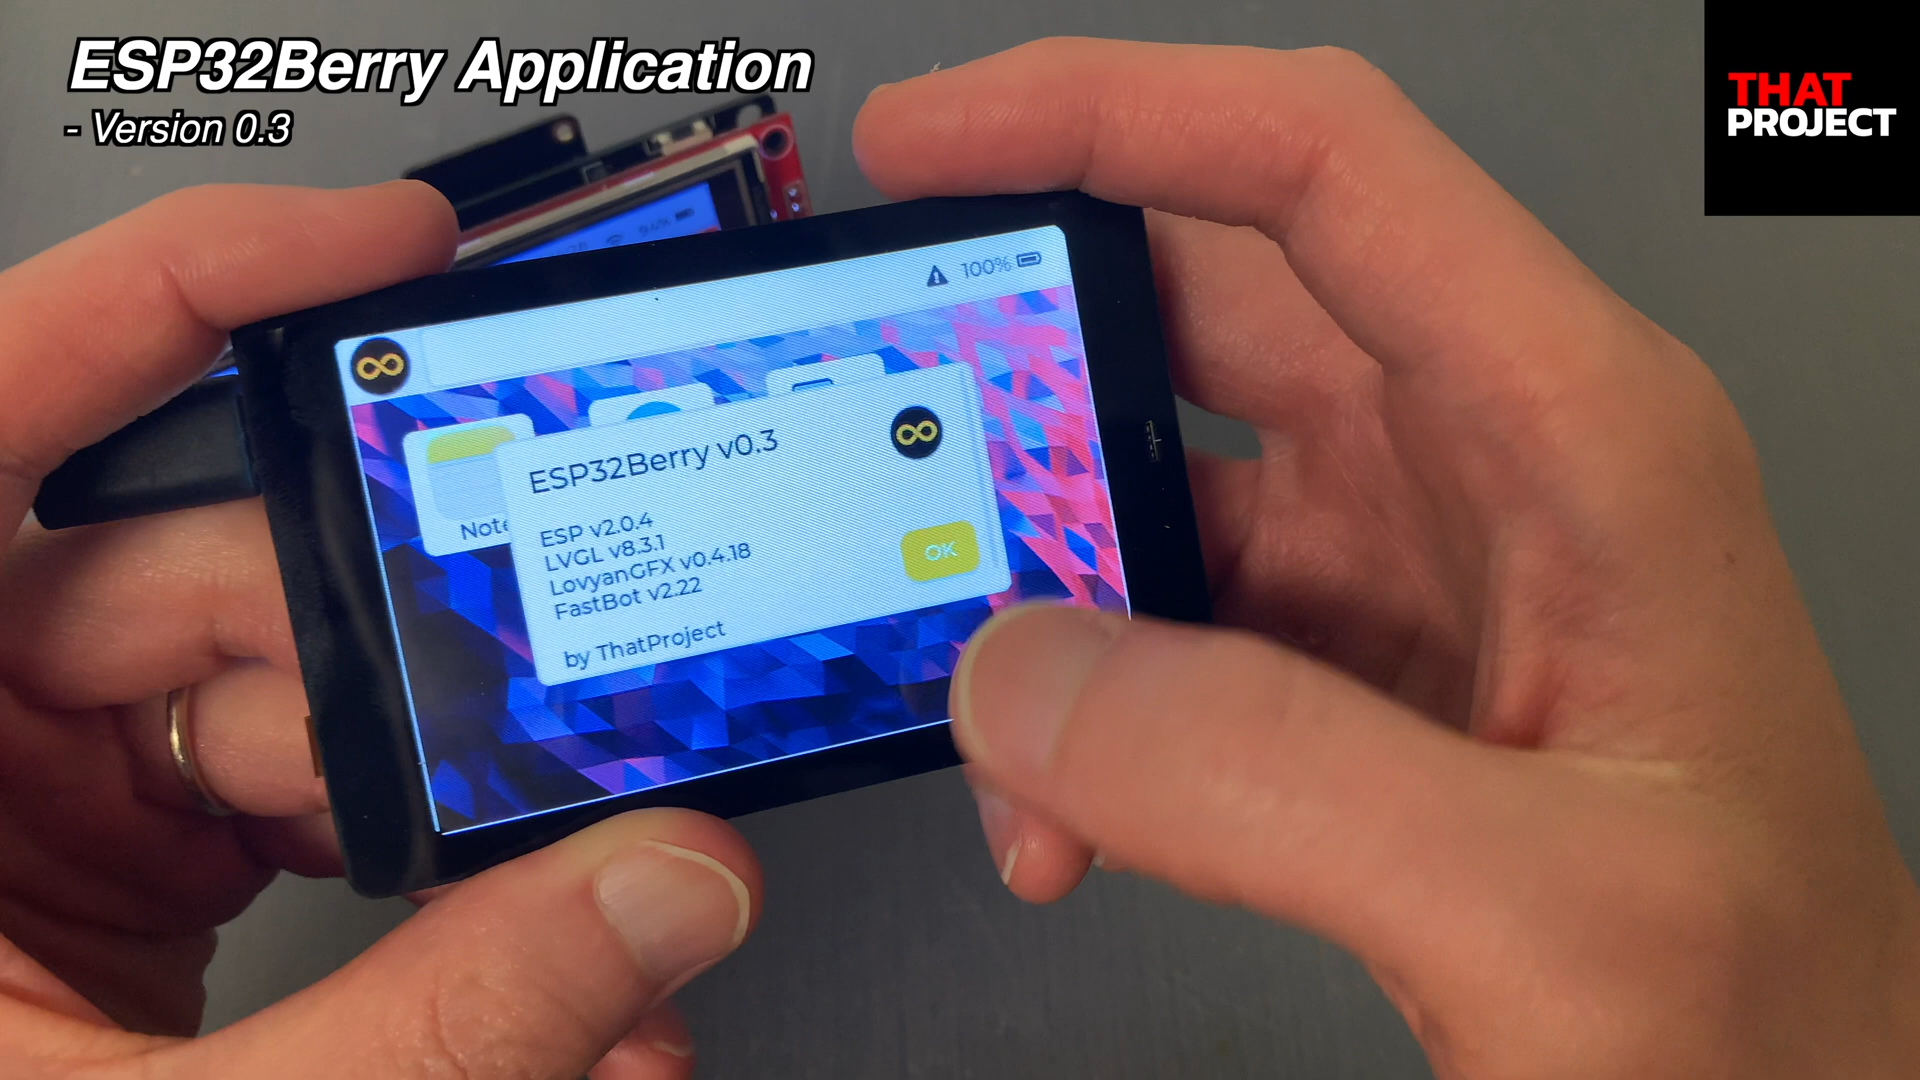 ESP32Berry Application
- Version 0.3
THAT
PROJECT
94%
100%
ESP32Berry v0.3
ESP v2.0.4
LVGL v8.3.1
LovyanGFX v0.4.18
FastBot v2.22
by ThatProject
OK
Note